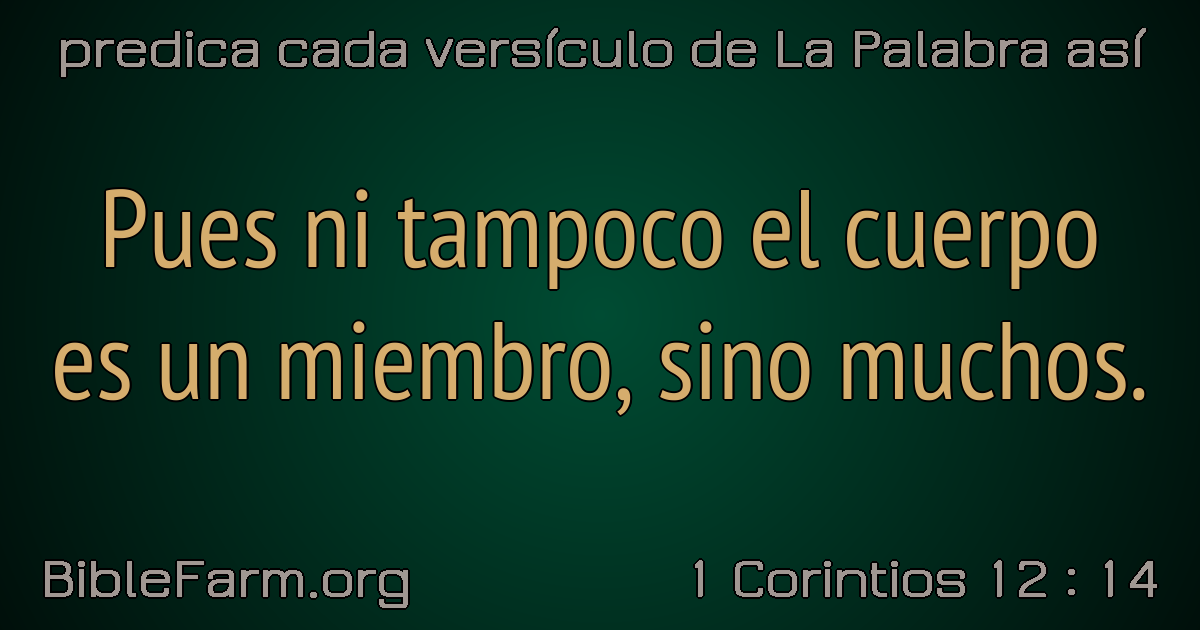 predica cada versículo de La Palabra así
Pues ni tampoco el cuerpo
es un miembro, sino muchos.
BibleFarm.org
1 Corintios 12 : 14